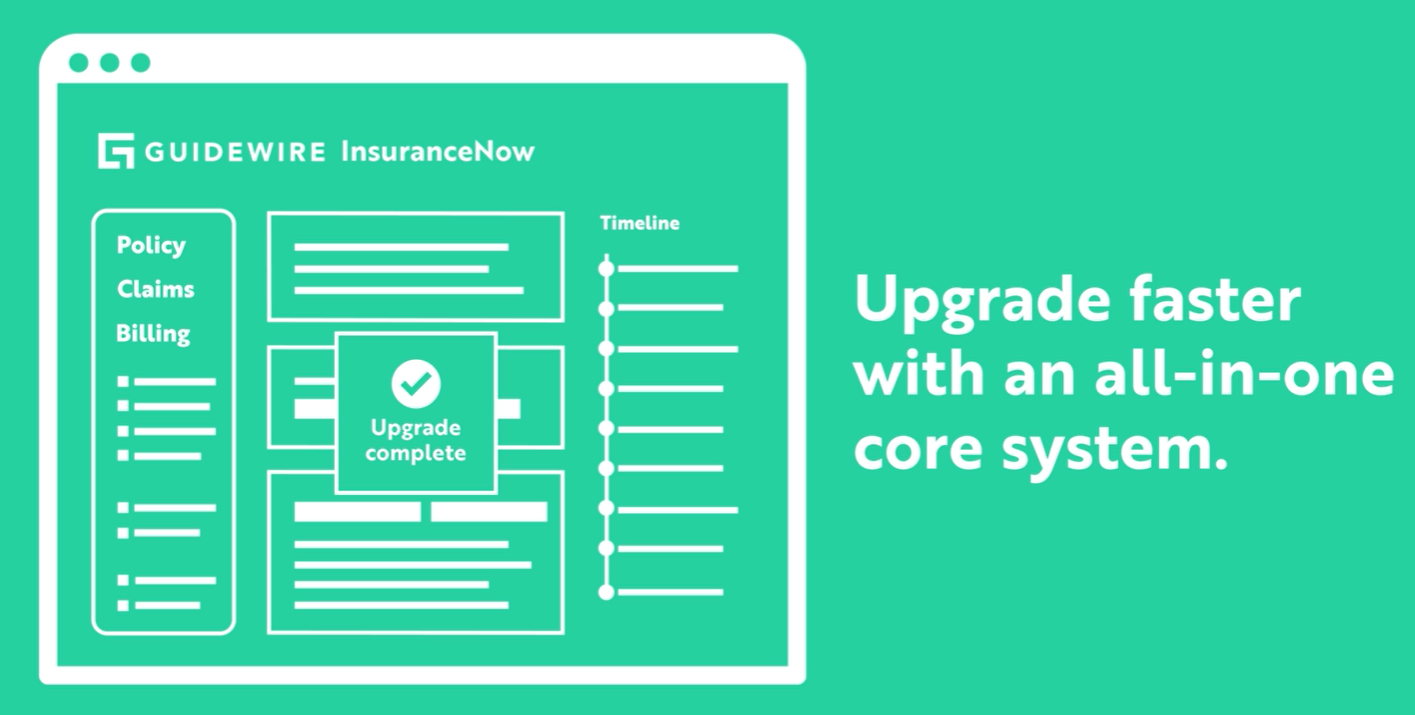 GUIDEWIRE InsuranceNow
Policy
Claims
Billing
Upgrade
complete
Timeline
Upgrade faster
with an all-in-one
core system.